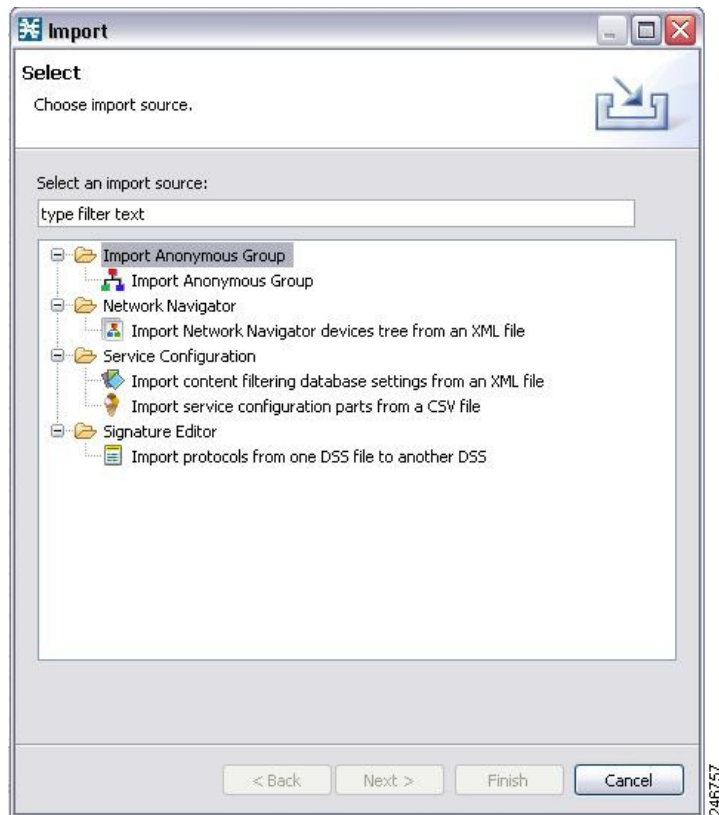 Import
Select
Choose import source.
Select an import source:
type filter text
Import Anonymous Group
Import Anonymous Group
Network Navigator
Import Network Navigator devices tree from an XML file
Service Configuration
Import content filtering database settings from an XML file
Import service configuration parts from a CSV file
Signature Editor
Import protocols from one DSS file to another DSS
< Back Next > Finish Cancel
246757